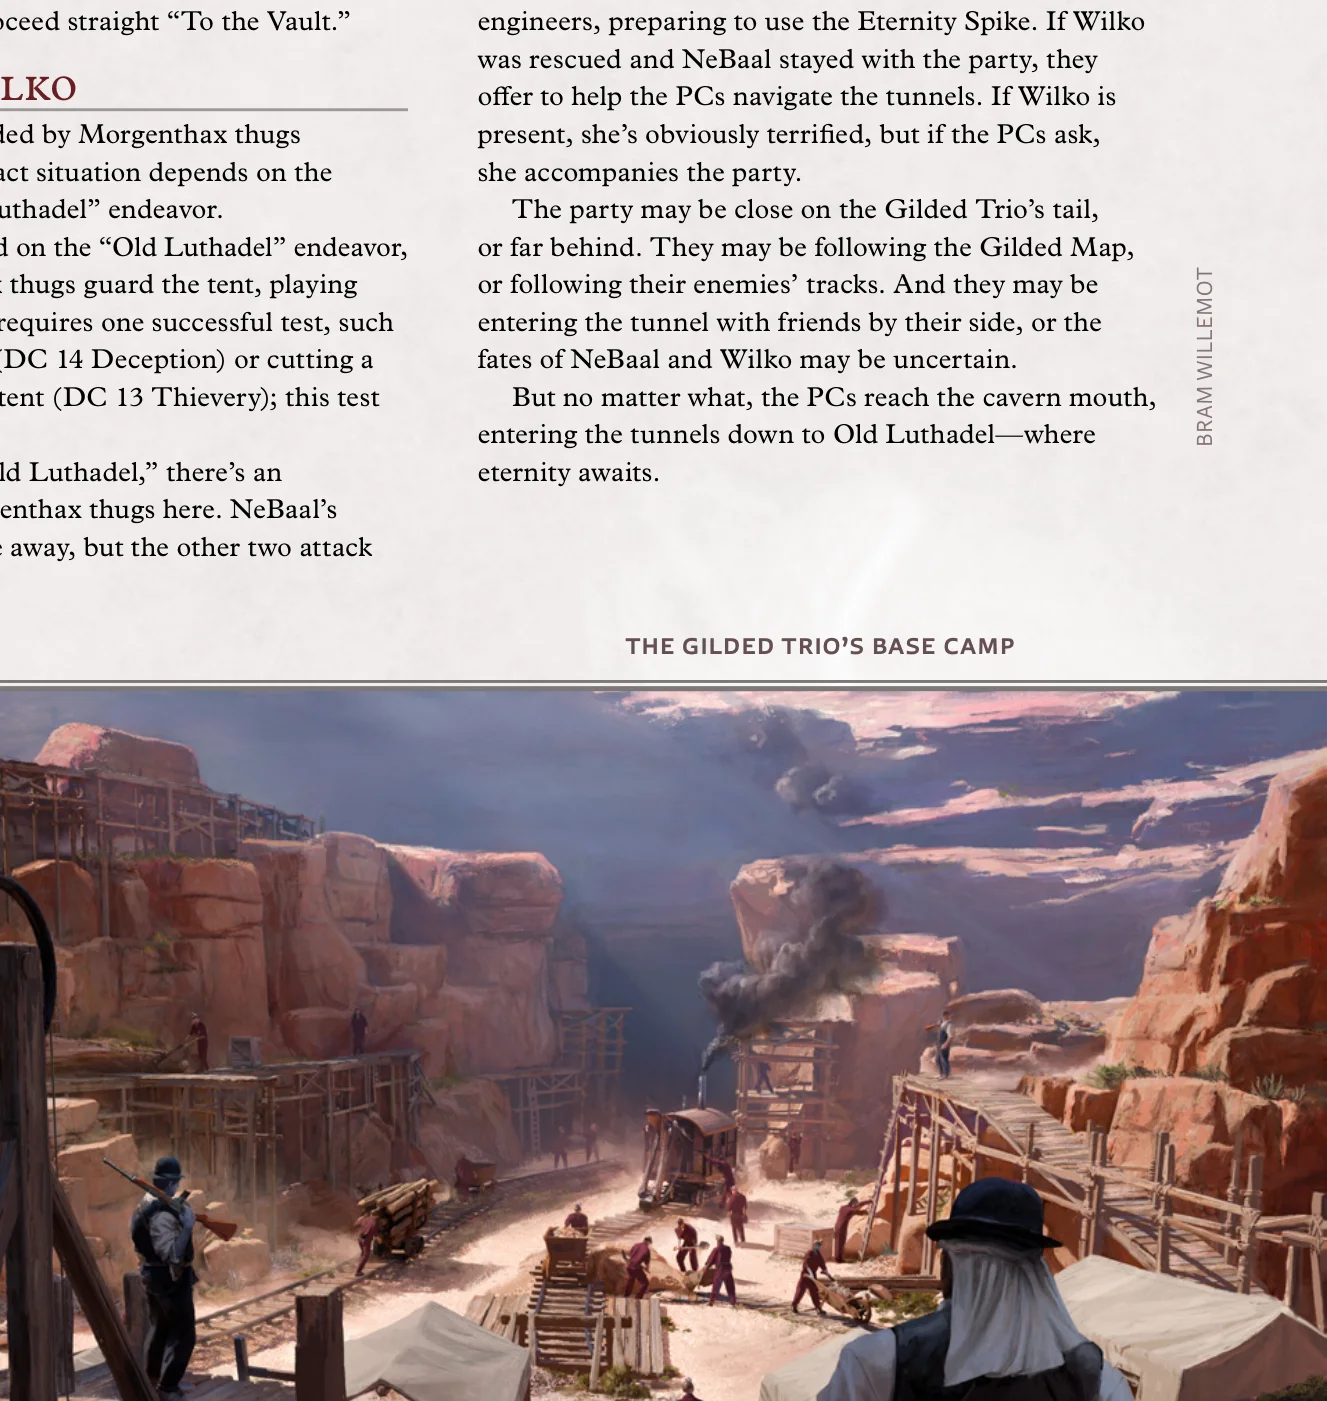 oceed straight “To the Vault.”
LKO
ded by Morgenthax thugs
act situation depends on the
uthadel” endeavor.
d on the “Old Luthadel” endeavor,
thugs guard the tent, playing
requires one successful test, such
(DC 14 Deception) or cutting a
tent (DC 13 Thievery); this test
ld Luthadel,” there’s an
enthax thugs here. NeBaal’s
e away, but the other two attack
engineers, preparing to use the Eternity Spike. If Wilko
was rescued and NeBaal stayed with the party, they
offer to help the PCs navigate the tunnels. If Wilko is
present, she’s obviously terrified, but if the PCs ask,
she accompanies the party.
The party may be close on the Gilded Trio’s tail,
or far behind. They may be following the Gilded Map,
or following their enemies’ tracks. And they may be
entering the tunnel with friends by their side, or the
fates of NeBaal and Wilko may be uncertain.
But no matter what, the PCs reach the cavern mouth,
entering the tunnels down to Old Luthadel—where
eternity awaits.
BRAM WILLEMOT
THE GILDED TRIO’S BASE CAMP